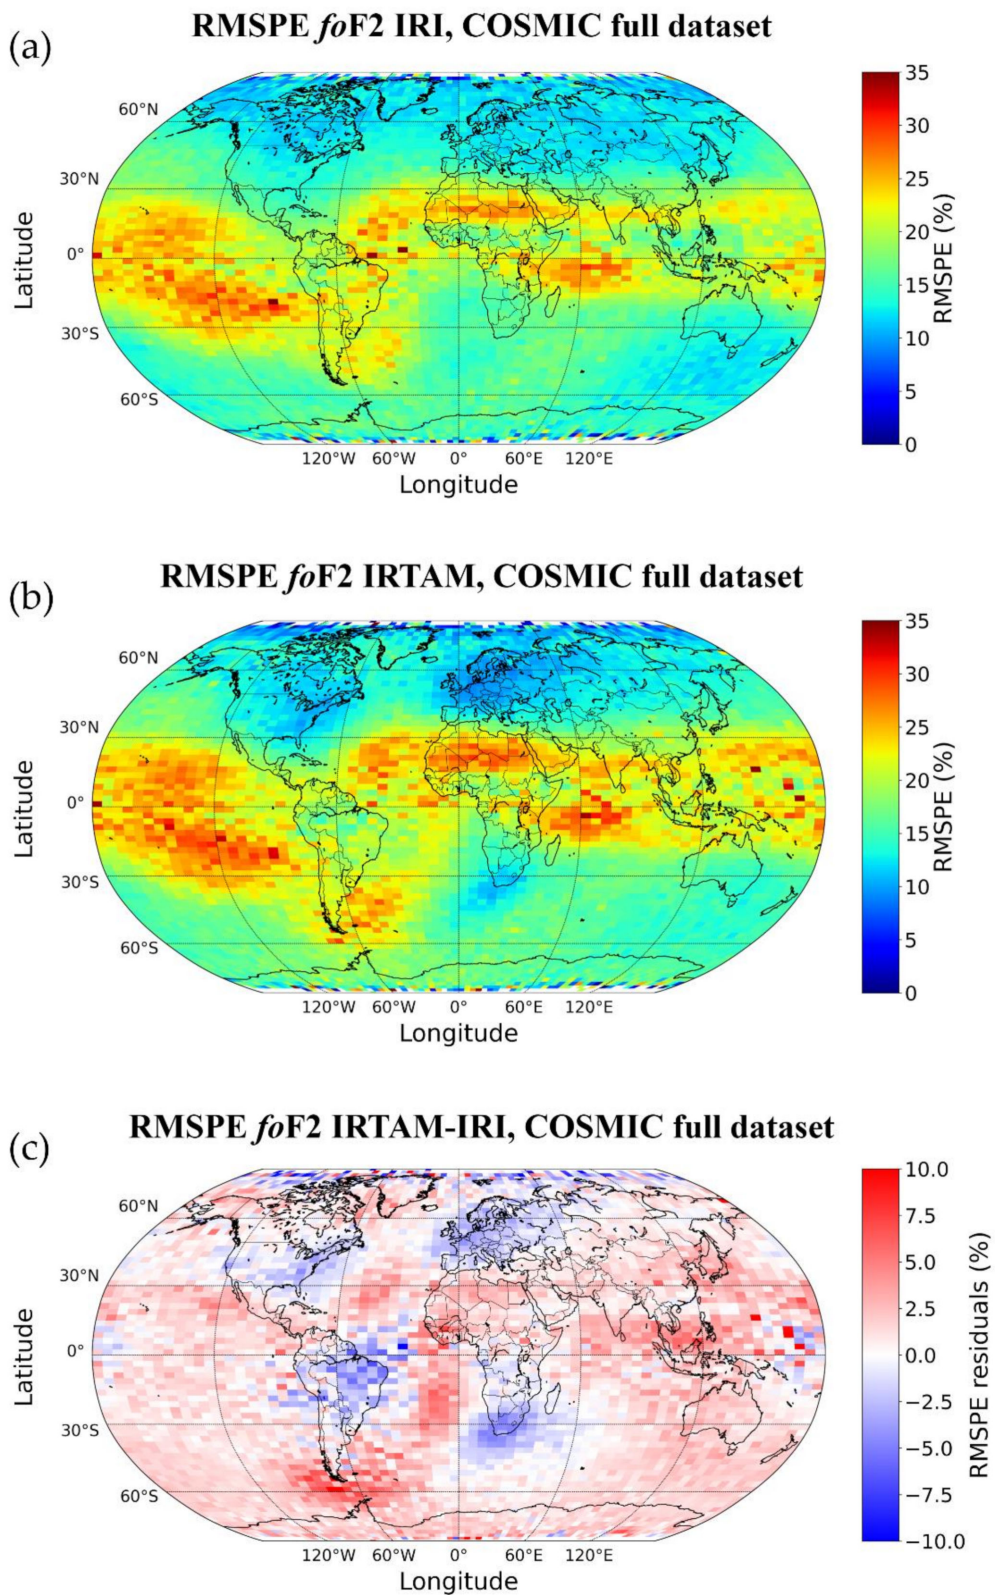 (a)
RMSPE foF2 IRI, COSMIC full dataset
60°N
30°N
0°
30°S
60°S
Latitude
120°W 60°W 0° 60°E 120°E
Longitude
35
30
25
20
15
10
5
0
RMSPE (%)
(b)
RMSPE foF2 IRTAM, COSMIC full dataset
60°N
30°N
0°
30°S
60°S
Latitude
120°W 60°W 0° 60°E 120°E
Longitude
35
30
25
20
15
10
5
0
RMSPE (%)
(c)
RMSPE foF2 IRTAM-IRI, COSMIC full dataset
60°N
30°N
0°
30°S
60°S
Latitude
120°W 60°W 0° 60°E 120°E
Longitude
10.0
7.5
5.0
2.5
0.0
−2.5
−5.0
−7.5
−10.0
RMSPE residuals (%)